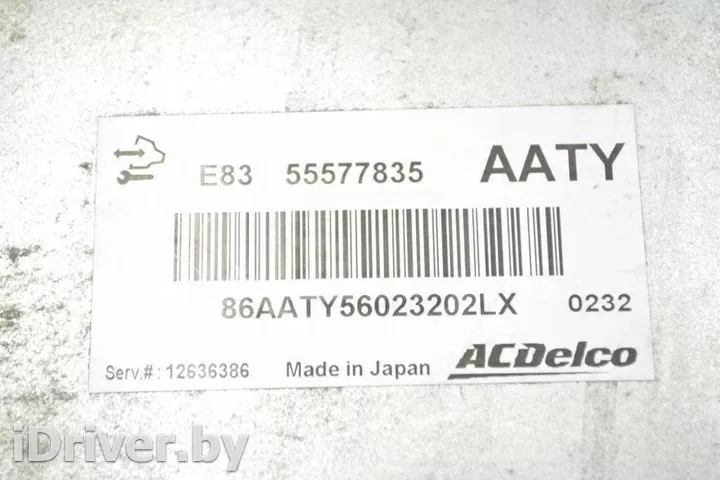 E83 55577835 AATY
86AATY56023202LX 0232
Serv.#: 12636386 Made in Japan ACDelco
iDriver.by